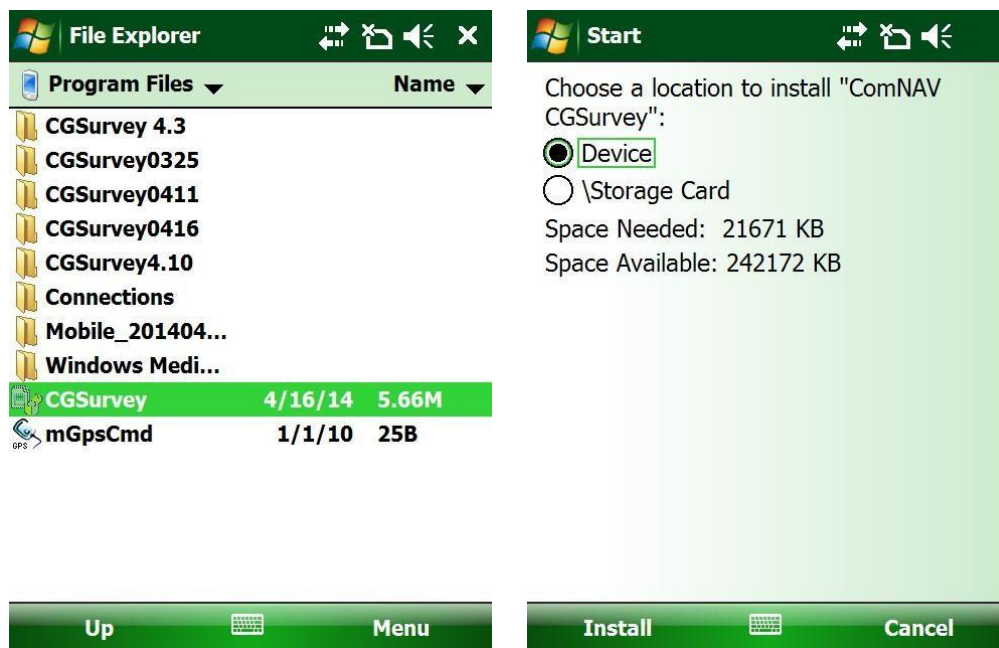 File Explorer
Program Files
Name
CGSurvey 4.3
CGSurvey0325
CGSurvey0411
CGSurvey0416
CGSurvey4.10
Connections
Mobile_201404...
Windows Medi...
CGSurvey 4/16/14 5.66M
GPS
mGpsCmd 1/1/10 25B
Up Menu
Start
Choose a location to install "ComNAV
CGSurvey":
Device
\Storage Card
Space Needed: 21671 KB
Space Available: 242172 KB
Install Cancel